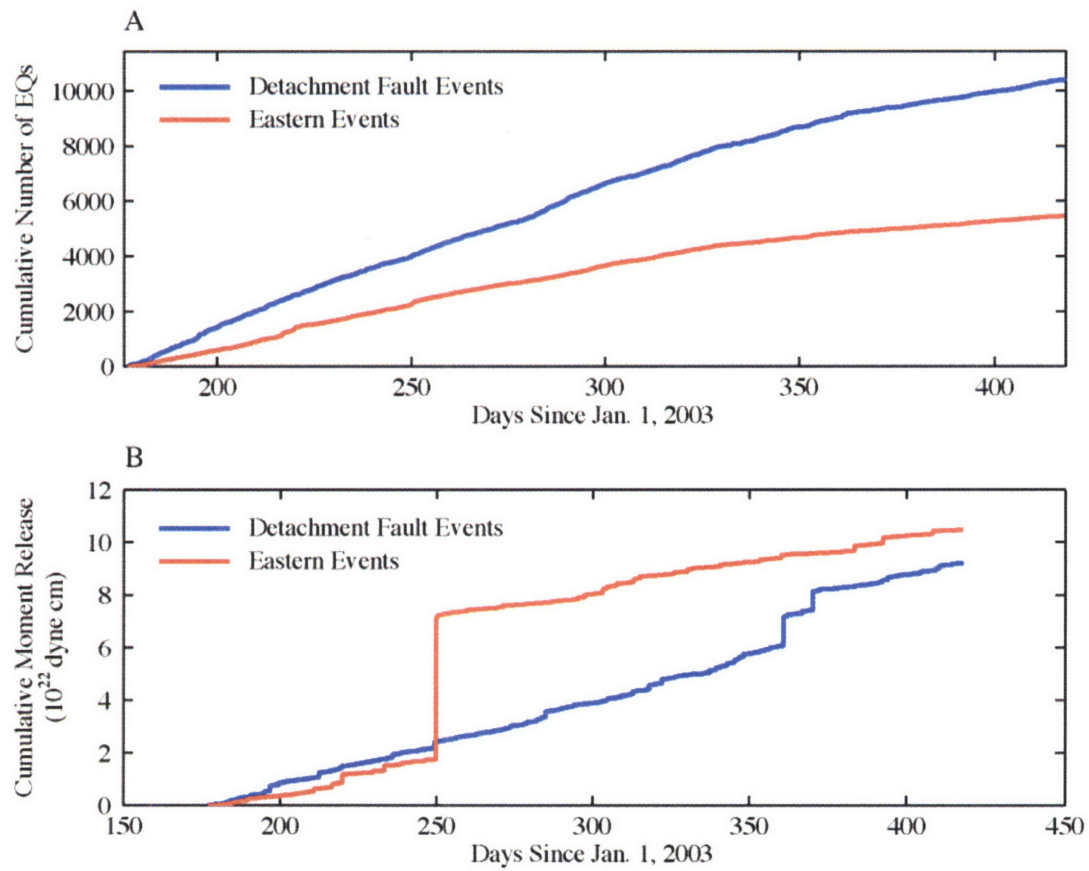 A
Cumulative Number of EQs
10000
8000
6000
4000
2000
0
Detachment Fault Events
Eastern Events
200 250 300 350 400
Days Since Jan. 1, 2003
B
Cumulative Moment Release
(10²² dyne cm)
12
10
8
6
4
2
0
Detachment Fault Events
Eastern Events
150 200 250 300 350 400 450
Days Since Jan. 1, 2003